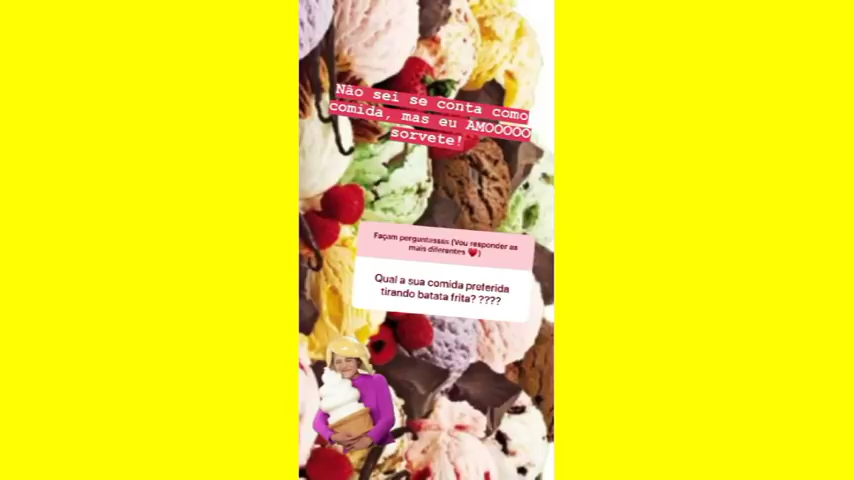 Não sei se conta como
comida, mas eu AMOOOOO
sorvete!
Façam perguntassss (Vou responder as
mais diferentes ❤️)
Qual a sua comida preferida
tirando batata frita? ????